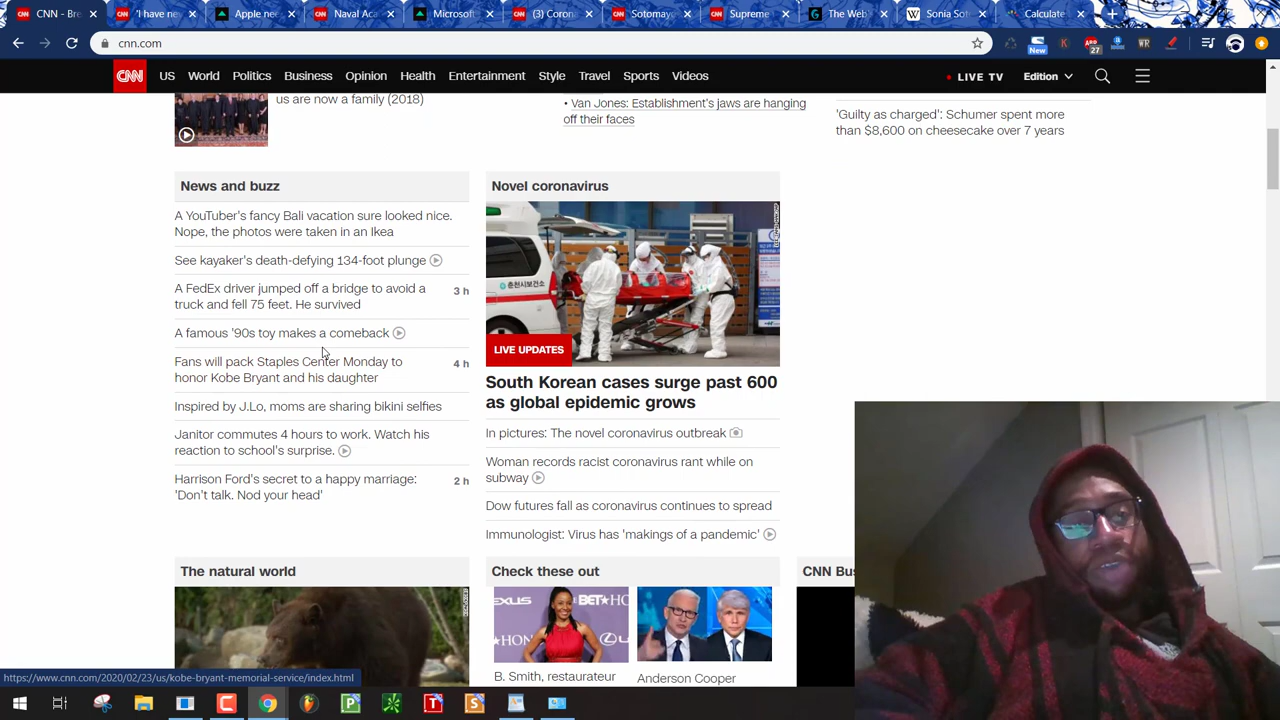 CNN - Bre
'I have ne
Apple nee
Naval Aca
Microsoft
(3) Coron
Sotomayo
Supreme
The Web
Sonia Sot
Calculate
cnn.com
New
ABP
27
WR
CNN
US
World
Politics
Business
Opinion
Health
Entertainment
Style
Travel
Sports
Videos
LIVE TV
Edition
us are now a family (2018)
• Van Jones: Establishment's jaws are hanging
off their faces
'Guilty as charged': Schumer spent more
than $8,600 on cheesecake over 7 years
News and buzz
A YouTuber's fancy Bali vacation sure looked nice.
Nope, the photos were taken in an Ikea
See kayaker's death-defying 134-foot plunge
A FedEx driver jumped off a bridge to avoid a
truck and fell 75 feet. He survived
3 h
A famous '90s toy makes a comeback
Fans will pack Staples Center Monday to
honor Kobe Bryant and his daughter
4 h
Inspired by J.Lo, moms are sharing bikini selfies
Janitor commutes 4 hours to work. Watch his
reaction to school's surprise.
Harrison Ford's secret to a happy marriage:
'Don't talk. Nod your head'
2 h
Novel coronavirus
LIVE UPDATES
South Korean cases surge past 600
as global epidemic grows
In pictures: The novel coronavirus outbreak
Woman records racist coronavirus rant while on
subway
Dow futures fall as coronavirus continues to spread
Immunologist: Virus has 'makings of a pandemic'
The natural world
Check these out
CNN Bus
B. Smith, restaurateur
Anderson Cooper
https://www.cnn.com/2020/02/23/us/kobe-bryant-memorial-service/index.html